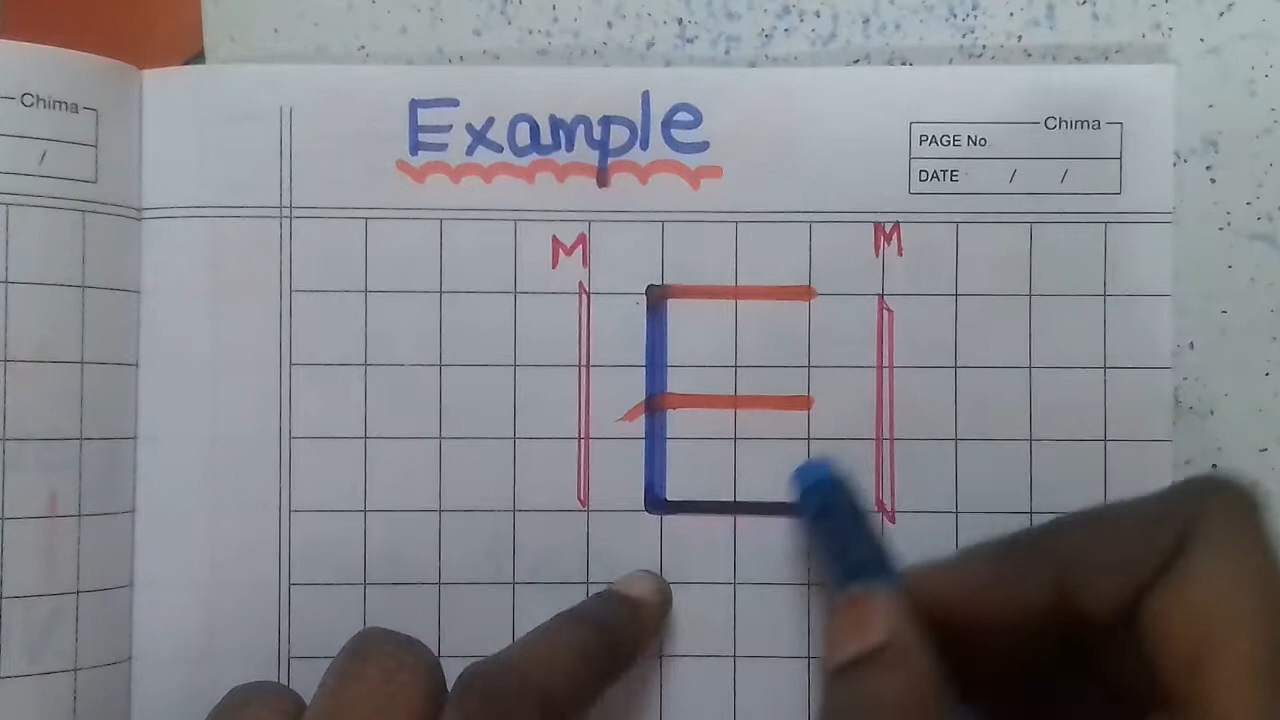 Chima
/
Example
Chima
PAGE No
DATE / /
M M
E